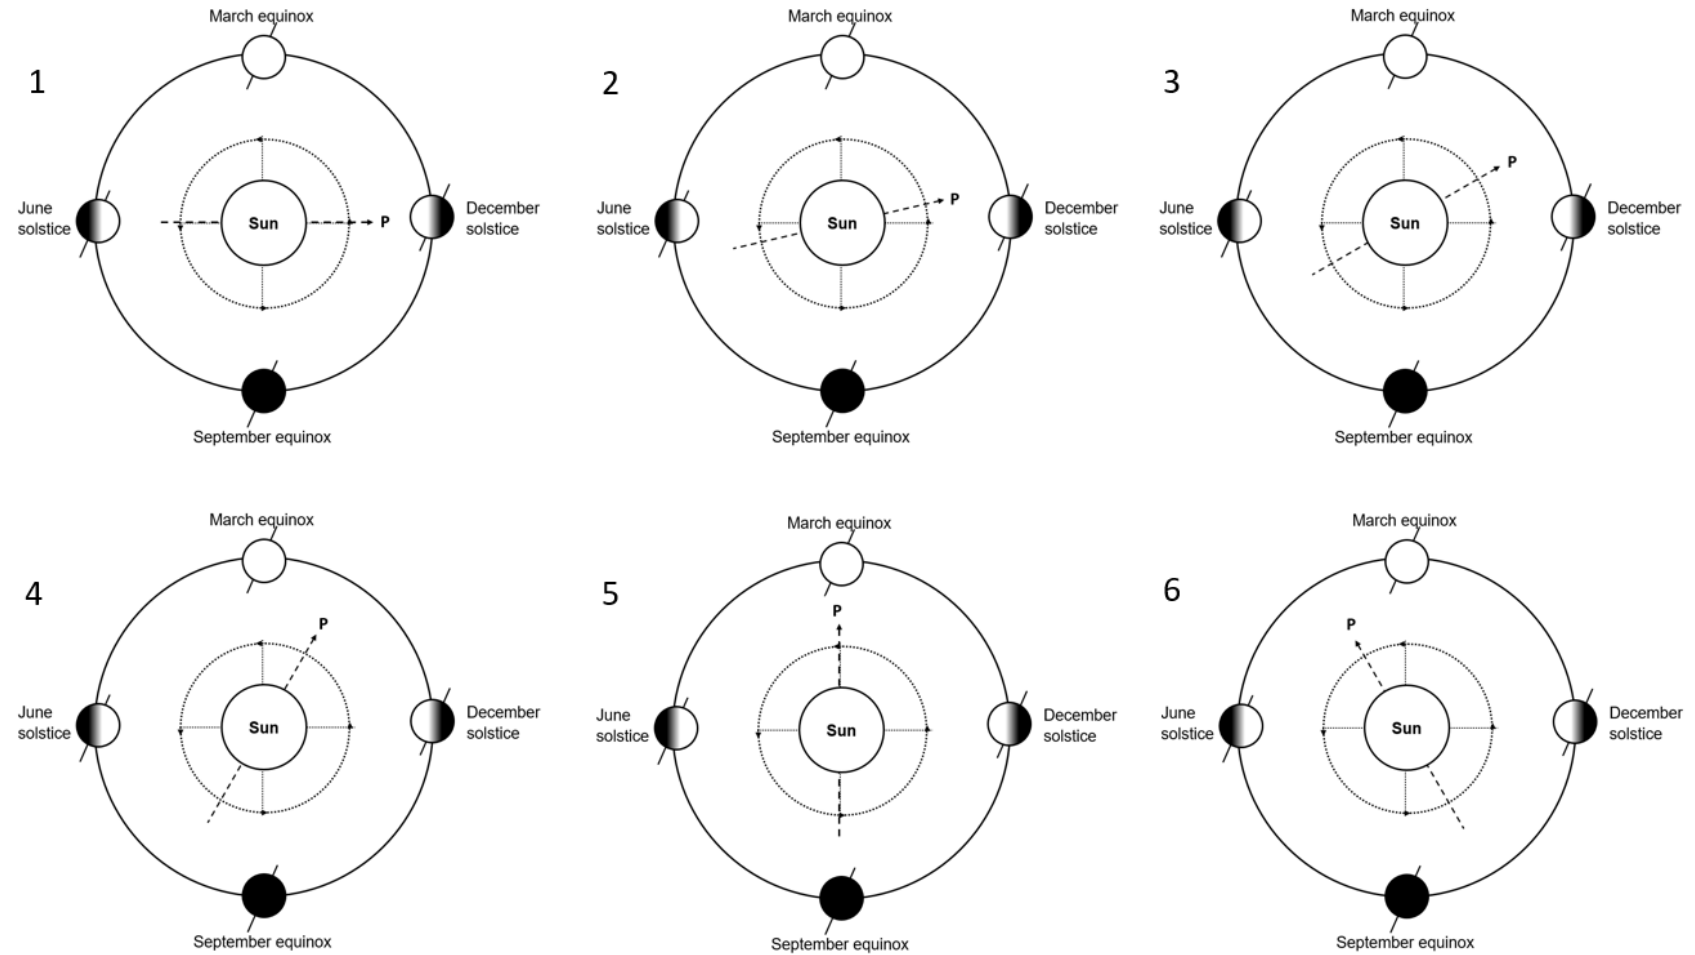 March equinox
1
June
solstice
Sun
P
December
solstice
September equinox
March equinox
2
June
solstice
Sun
P
December
solstice
September equinox
March equinox
3
June
solstice
Sun
P
December
solstice
September equinox
March equinox
4
P
June
solstice
Sun
December
solstice
September equinox
March equinox
5
P
June
solstice
Sun
December
solstice
September equinox
March equinox
6
P
June
solstice
Sun
December
solstice
September equinox